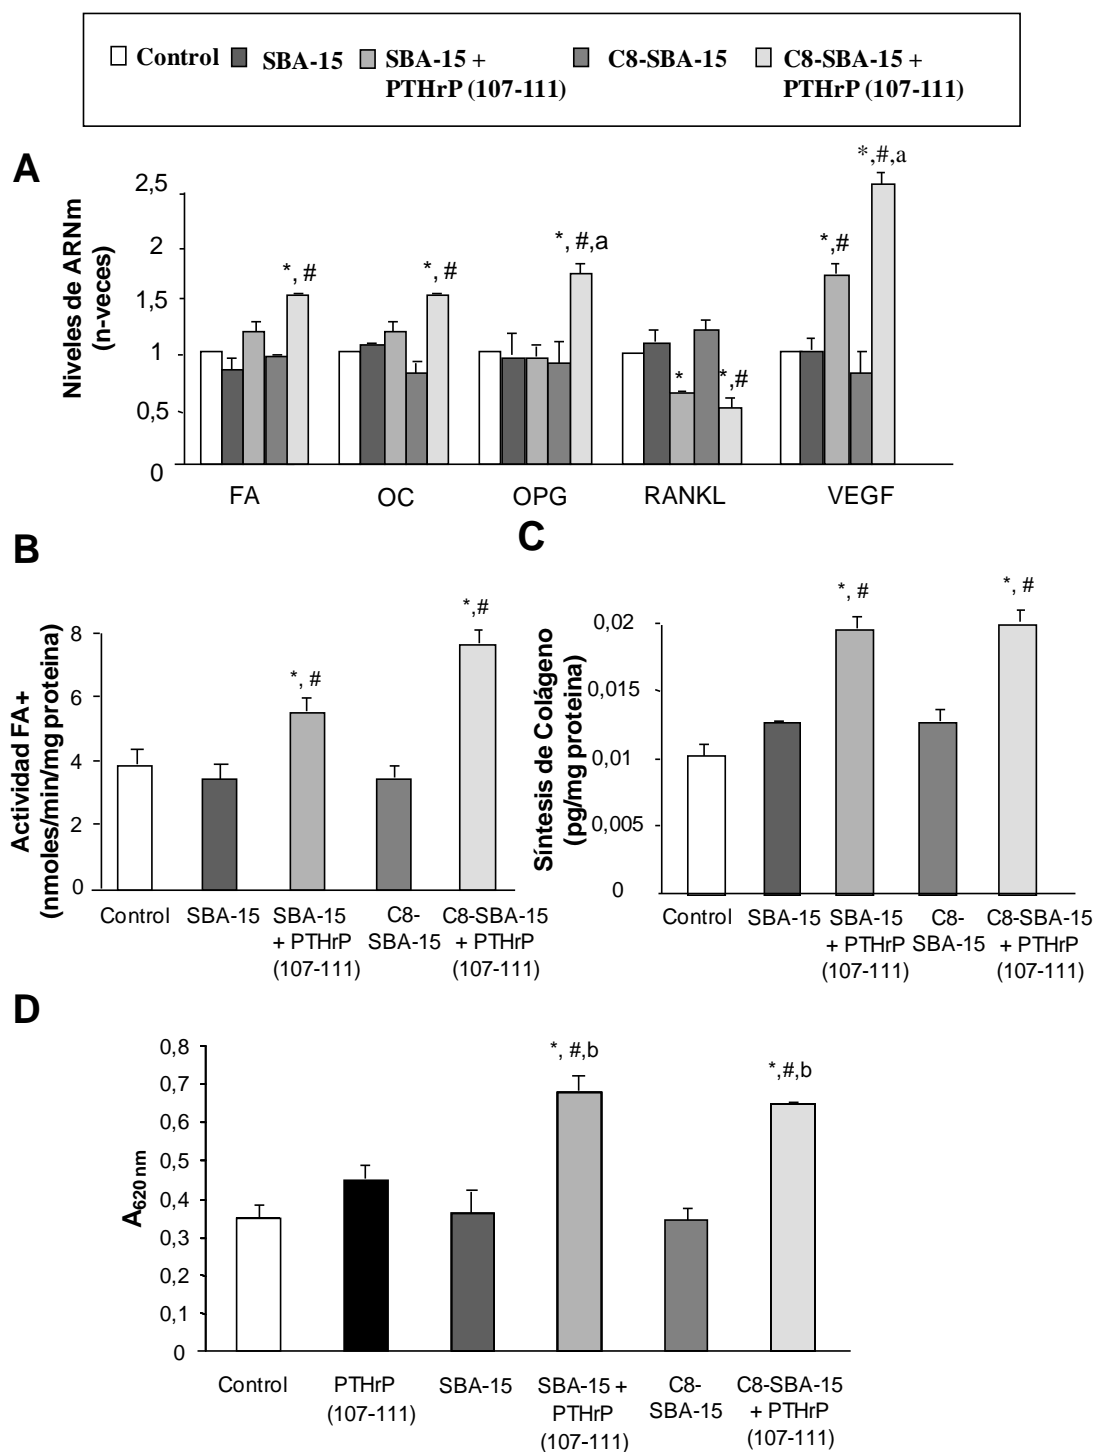 Control SBA-15 SBA-15 + C8-SBA-15 C8-SBA-15 +
PTHrP (107-111) PTHrP (107-111)
A
Niveles de ARNm
(n-veces)
2,5
2
1,5
1
0,5
0
*, #
*, #
*, #,a
*
*,#
*,#
*,#,a
FA OC OPG RANKL VEGF
B
Actividad FA+
(nmoles/min/mg proteina)
8
6
4
2
0
*, #
*,#
Control SBA-15 SBA-15 C8- C8-SBA-15
+ PTHrP SBA-15 + PTHrP
(107-111) (107-111)
C
Síntesis de Colágeno
(pg/mg proteina)
0,02
0,015
0,01
0,005
0
*, #
*, #
Control SBA-15 SBA-15 C8- C8-SBA-15
+ PTHrP SBA-15 + PTHrP
(107-111) (107-111)
D
A620 nm
0,8
0,7
0,6
0,5
0,4
0,3
0,2
0,1
0
*, #,b
*,#,b
Control PTHrP SBA-15 SBA-15 + C8- C8-SBA-15
(107-111) PTHrP SBA-15 + PTHrP
(107-111) (107-111)